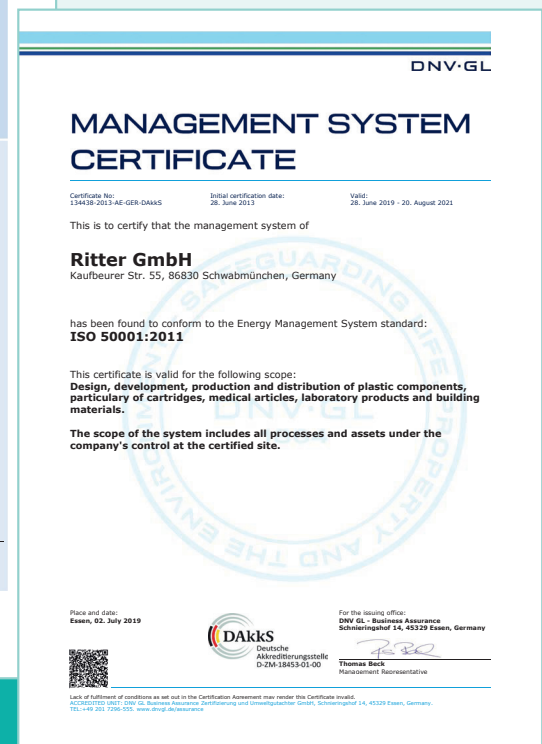 DNV·GL
MANAGEMENT SYSTEM
CERTIFICATE
Certificate No:
134438-2013-AE-GER-DAkkS
Initial certification date:
28. June 2013
Valid:
28. June 2019 - 20. August 2021
This is to certify that the management system of
Ritter GmbH
Kaufbeurer Str. 55, 86830 Schwabmünchen, Germany
has been found to conform to the Energy Management System standard:
ISO 50001:2011
This certificate is valid for the following scope:
Design, development, production and distribution of plastic components,
particulary of cartridges, medical articles, laboratory products and building
materials.
The scope of the system includes all processes and assets under the
company's control at the certified site.
SAFEGUARDING LIFE PROPERTY AND THE ENVIRONMENT
DNV·GL
Place and date:
Essen, 02. July 2019
DAkkS
Deutsche
Akkreditierungsstelle
D-ZM-18453-01-00
For the issuing office:
DNV GL - Business Assurance
Schnieringshof 14, 45329 Essen, Germany
Thomas Beck
Management Representative
Lack of fulfilment of conditions as set out in the Certification Agreement may render this Certificate invalid.
ACCREDITED UNIT: DNV GL Business Assurance Zertifizierung und Umweltgutachter GmbH, Schnieringshof 14, 45329 Essen, Germany.
TEL:+49 201 7296-555. www.dnvgl.de/assurance